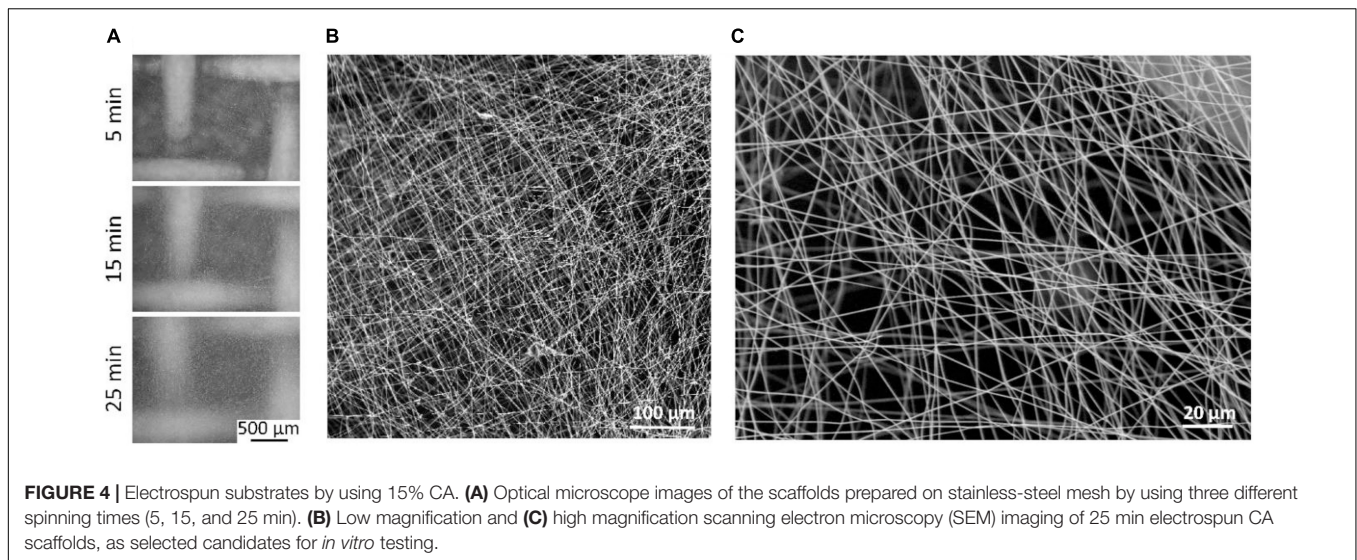 A
B
C
5 min
15 min
25 min
500 µm
100 µm
20 µm
FIGURE 4 | Electrospun substrates by using 15% CA. (A) Optical microscope images of the scaffolds prepared on stainless-steel mesh by using three different
spinning times (5, 15, and 25 min). (B) Low magnification and (C) high magnification scanning electron microscopy (SEM) imaging of 25 min electrospun CA
scaffolds, as selected candidates for in vitro testing.